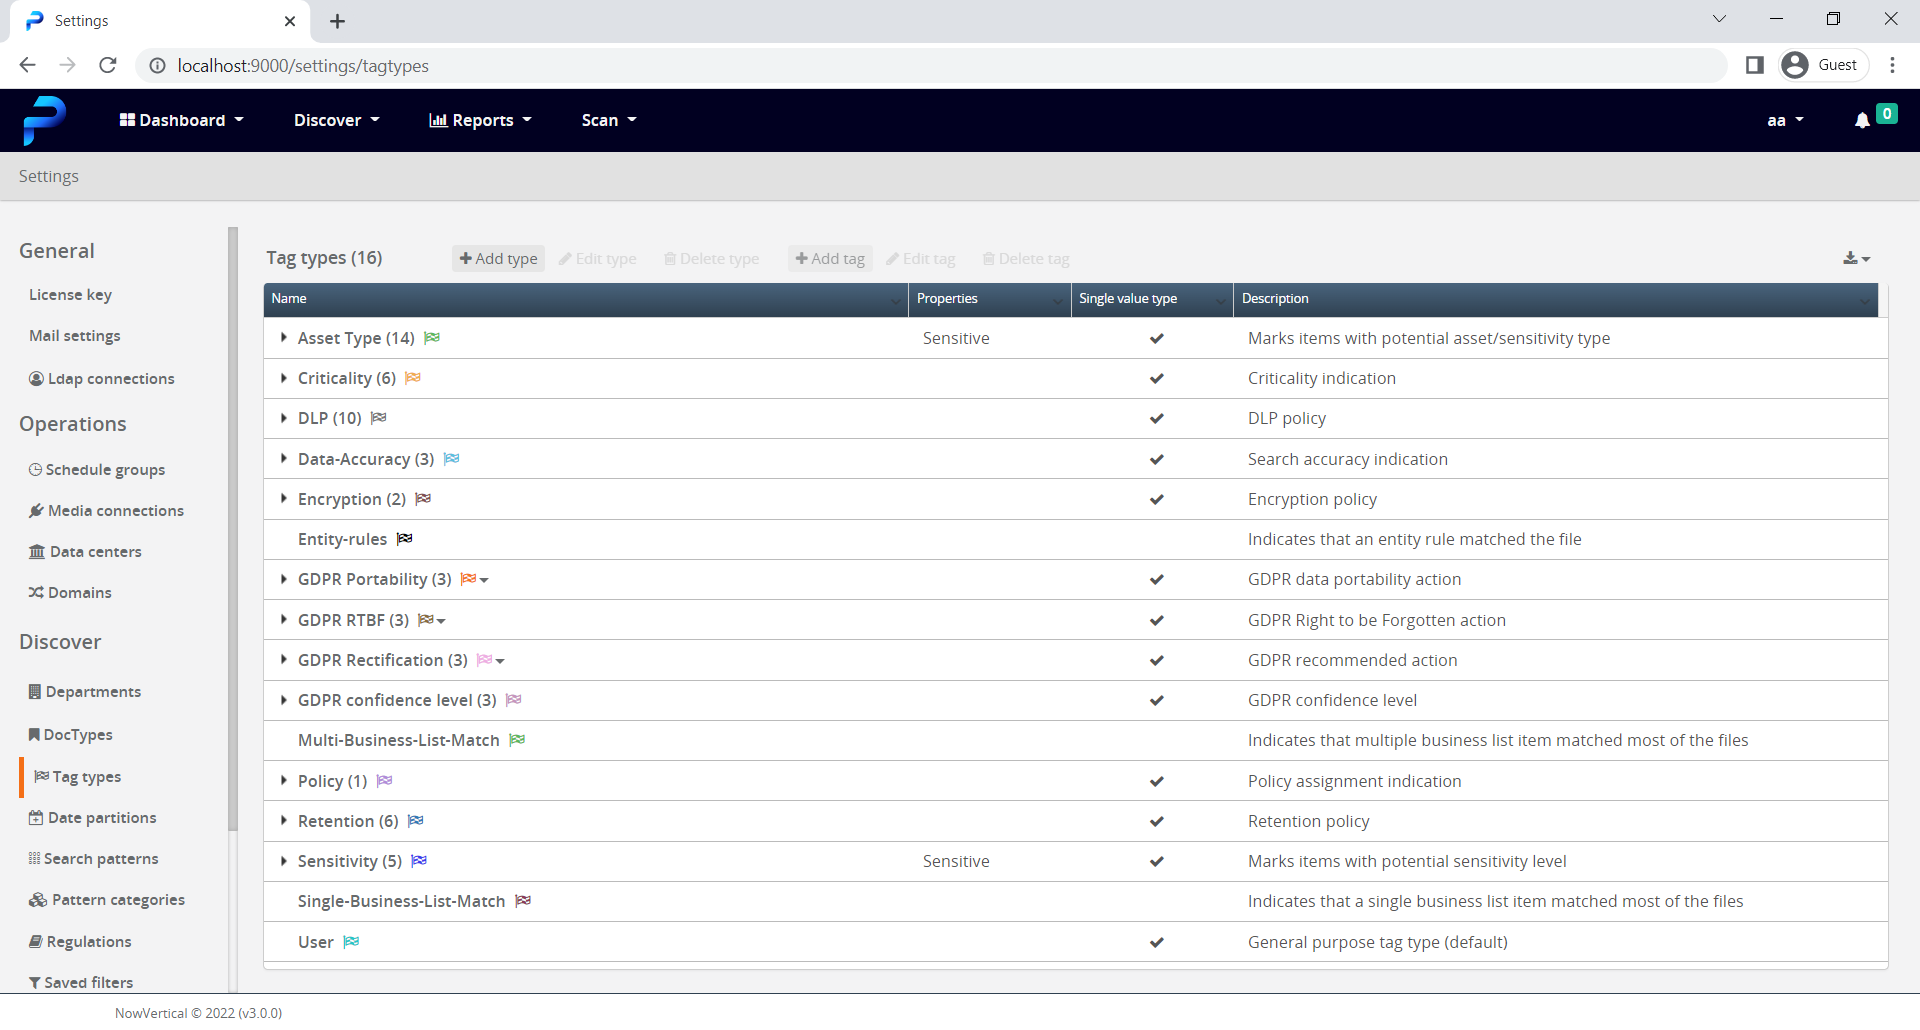 Settings
localhost:9000/settings/tagtypes
Guest
Dashboard
Discover
Reports
Scan
aa
0
Settings
General
License key
Mail settings
Ldap connections
Operations
Schedule groups
Media connections
Data centers
Domains
Discover
Departments
DocTypes
Tag types
Date partitions
Search patterns
Pattern categories
Regulations
Saved filters
Tag types (16)
Add type
Edit type
Delete type
Add tag
Edit tag
Delete tag
Name Properties Single value type Description
Asset Type (14) Sensitive Marks items with potential asset/sensitivity type
Criticality (6) Criticality indication
DLP (10) DLP policy
Data-Accuracy (3) Search accuracy indication
Encryption (2) Encryption policy
Entity-rules Indicates that an entity rule matched the file
GDPR Portability (3) GDPR data portability action
GDPR RTBF (3) GDPR Right to be Forgotten action
GDPR Rectification (3) GDPR recommended action
GDPR confidence level (3) GDPR confidence level
Multi-Business-List-Match Indicates that multiple business list item matched most of the files
Policy (1) Policy assignment indication
Retention (6) Retention policy
Sensitivity (5) Sensitive Marks items with potential sensitivity level
Single-Business-List-Match Indicates that a single business list item matched most of the files
User General purpose tag type (default)
NowVertical © 2022 (v3.0.0)